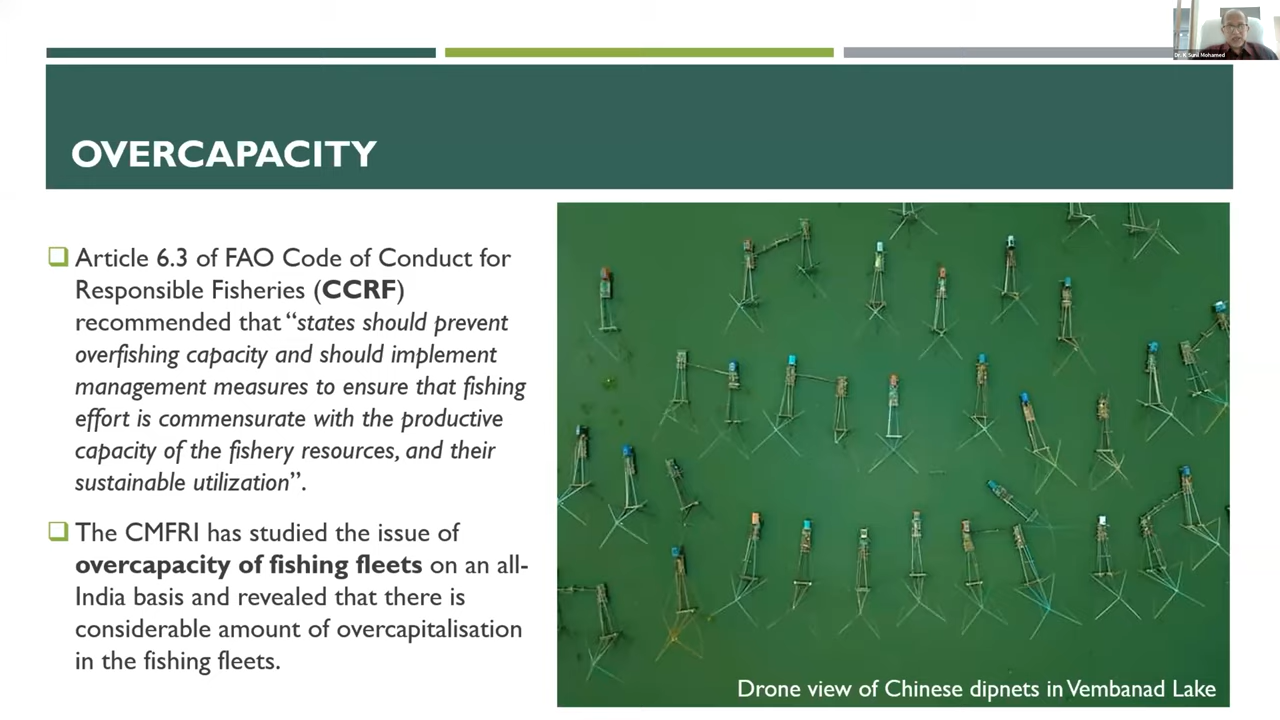 Dr. K Sunil Mohamed
OVERCAPACITY
Article 6.3 of FAO Code of Conduct for
Responsible Fisheries (CCRF)
recommended that “states should prevent
overfishing capacity and should implement
management measures to ensure that fishing
effort is commensurate with the productive
capacity of the fishery resources, and their
sustainable utilization”.
The CMFRI has studied the issue of
overcapacity of fishing fleets on an all-
India basis and revealed that there is
considerable amount of overcapitalisation
in the fishing fleets.
Drone view of Chinese dipnets in Vembanad Lake